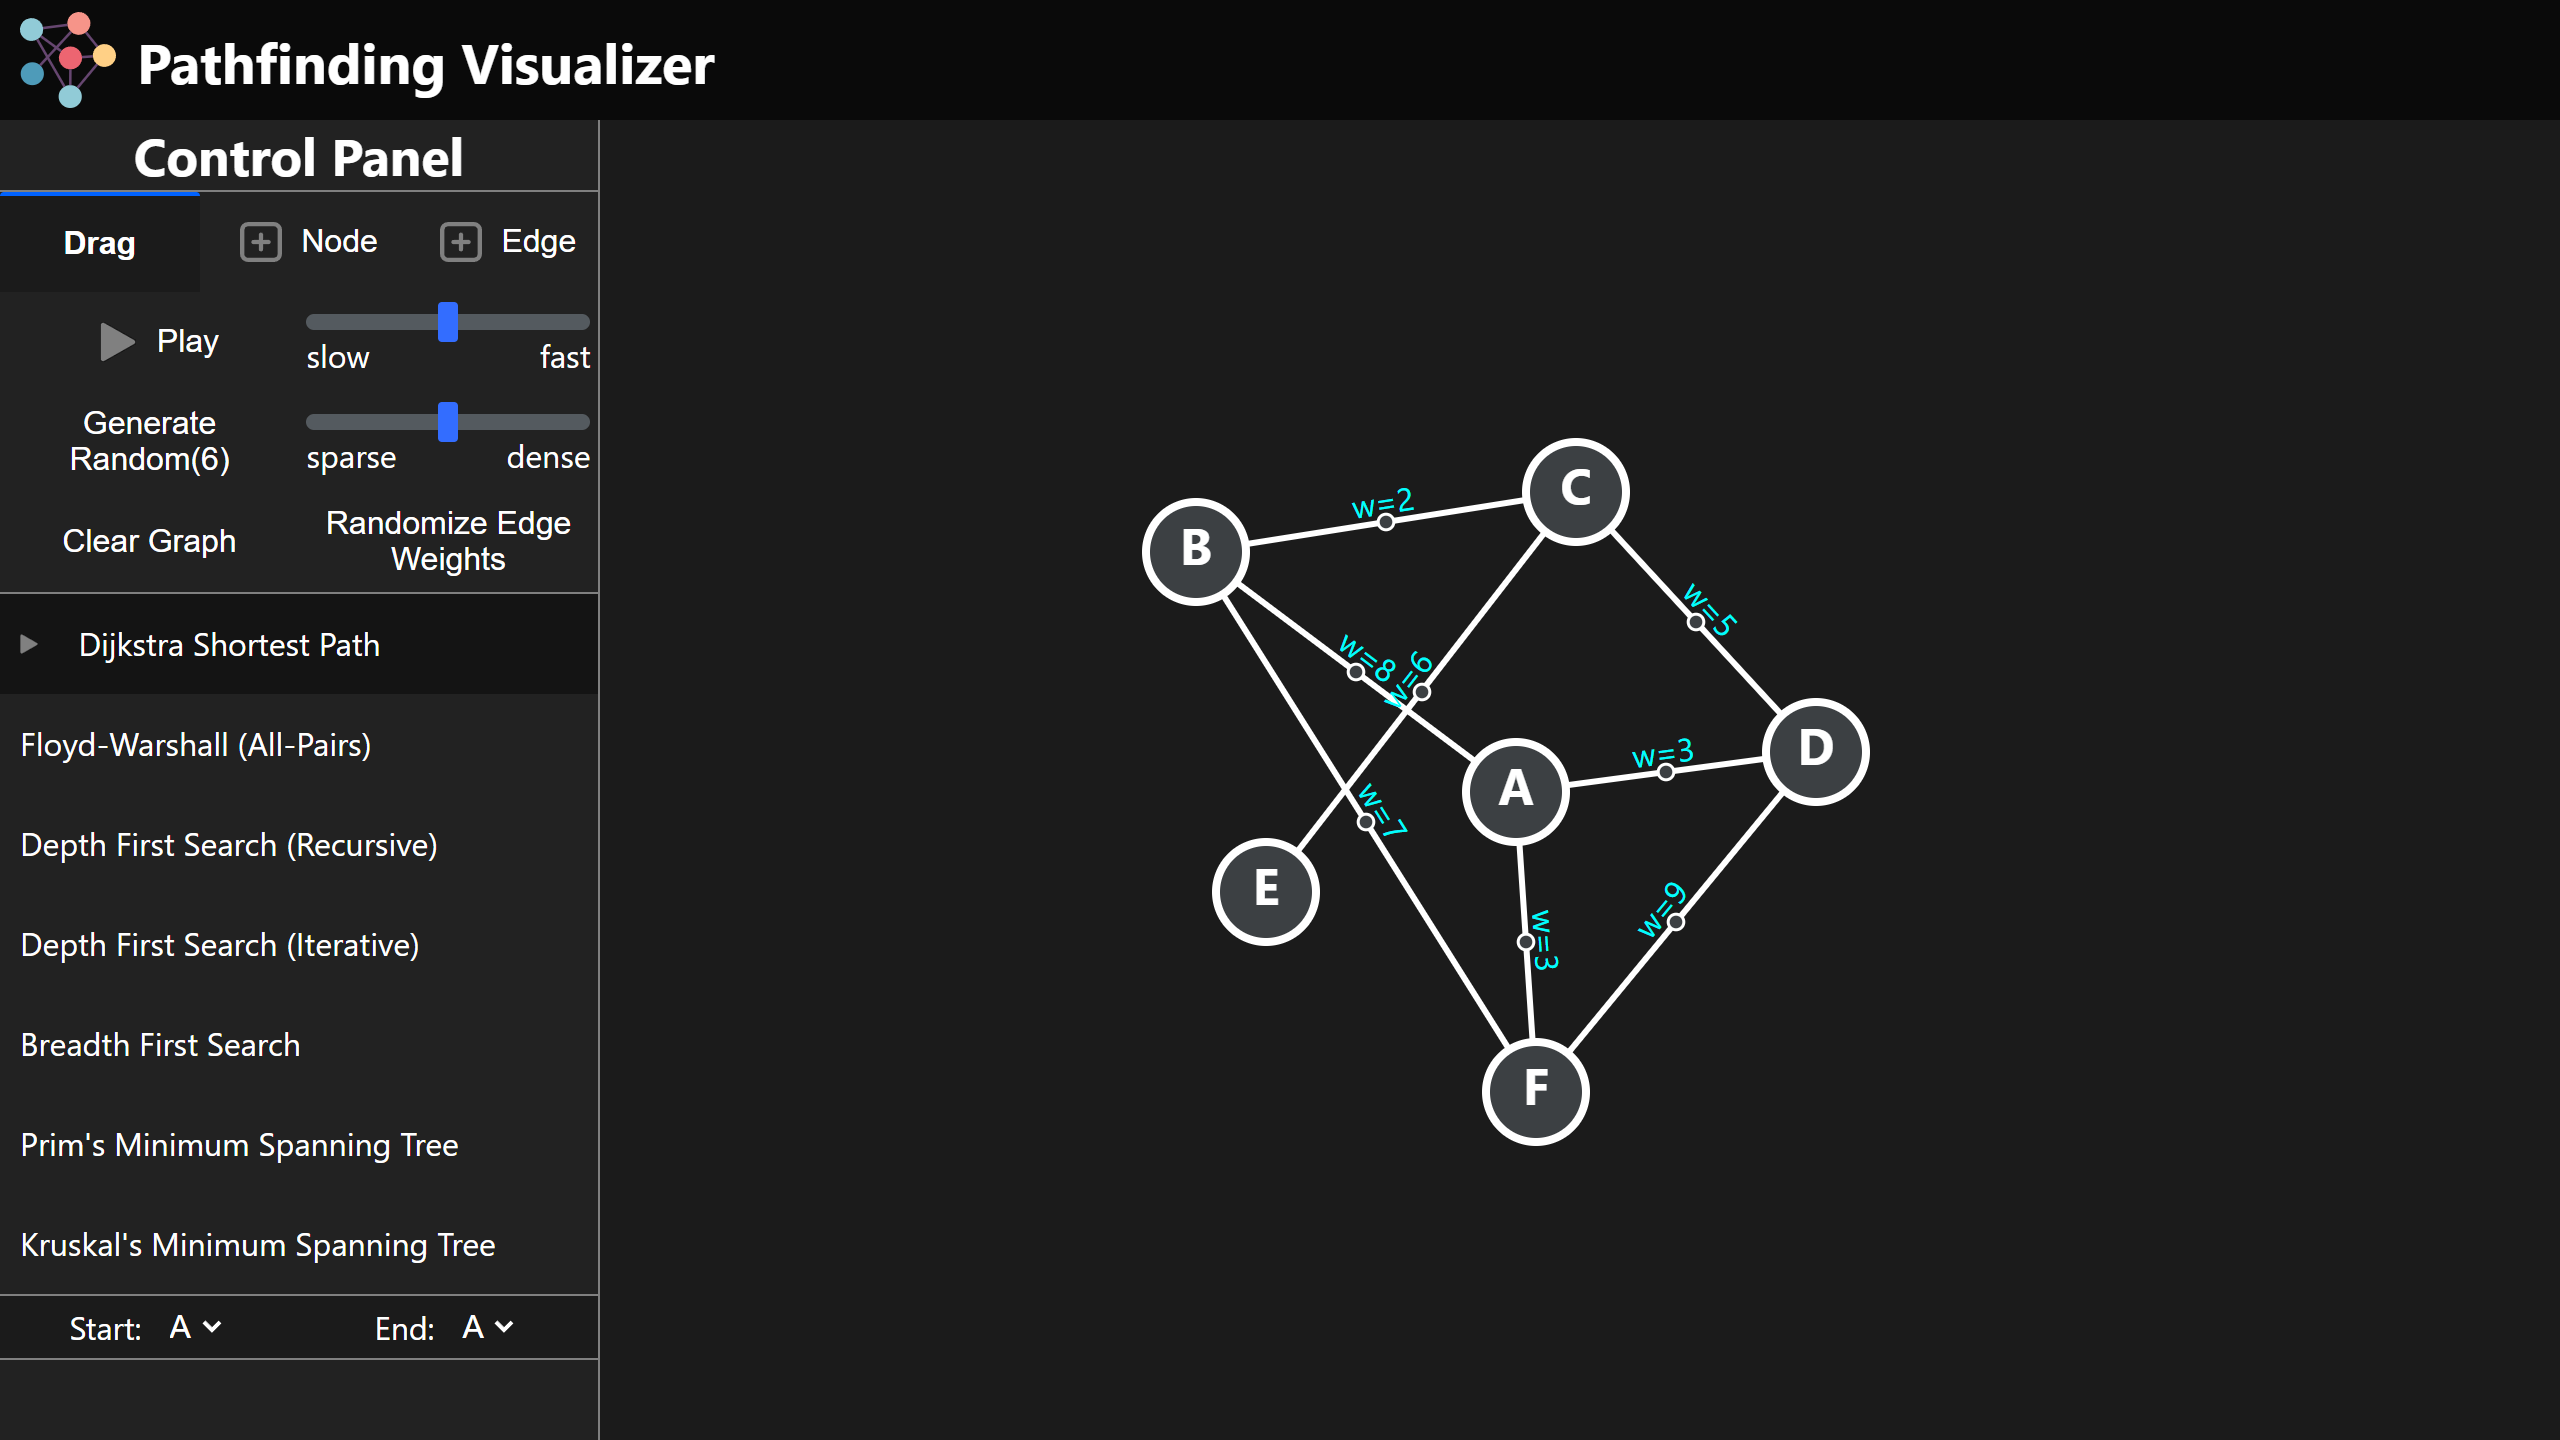 Pathfinding Visualizer
Control Panel
Drag
Node
Edge
Play
slow
fast
Generate
Random(6)
sparse
dense
Clear Graph
Randomize Edge
Weights
Dijkstra Shortest Path
Floyd-Warshall (All-Pairs)
Depth First Search (Recursive)
Depth First Search (Iterative)
Breadth First Search
Prim's Minimum Spanning Tree
Kruskal's Minimum Spanning Tree
Start: A
End: A
C
w=2
B
w=5
w=8
w=6
D
w=3
A
w=7
E
w=9
w=3
F